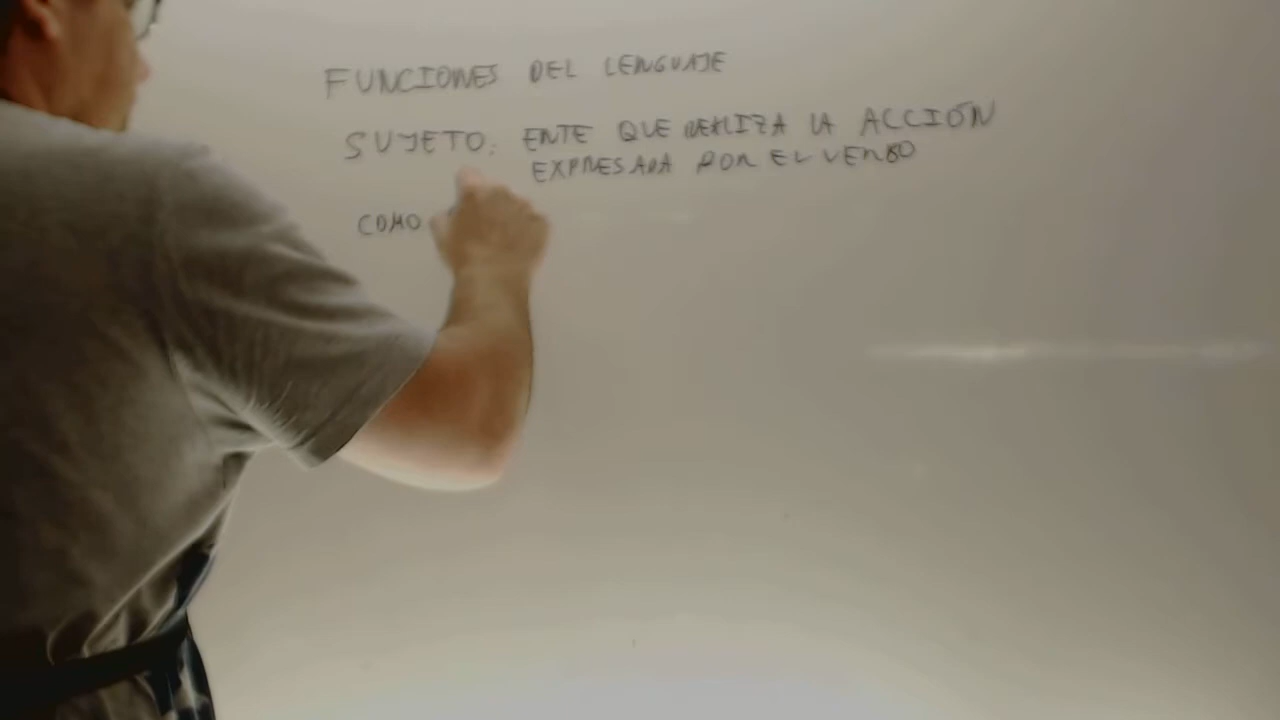 FUNCIONES DEL LENGUAJE
SUJETO: ENTE QUE REALIZA LA ACCIÓN
EXPRESADA POR EL VERBO
COMO